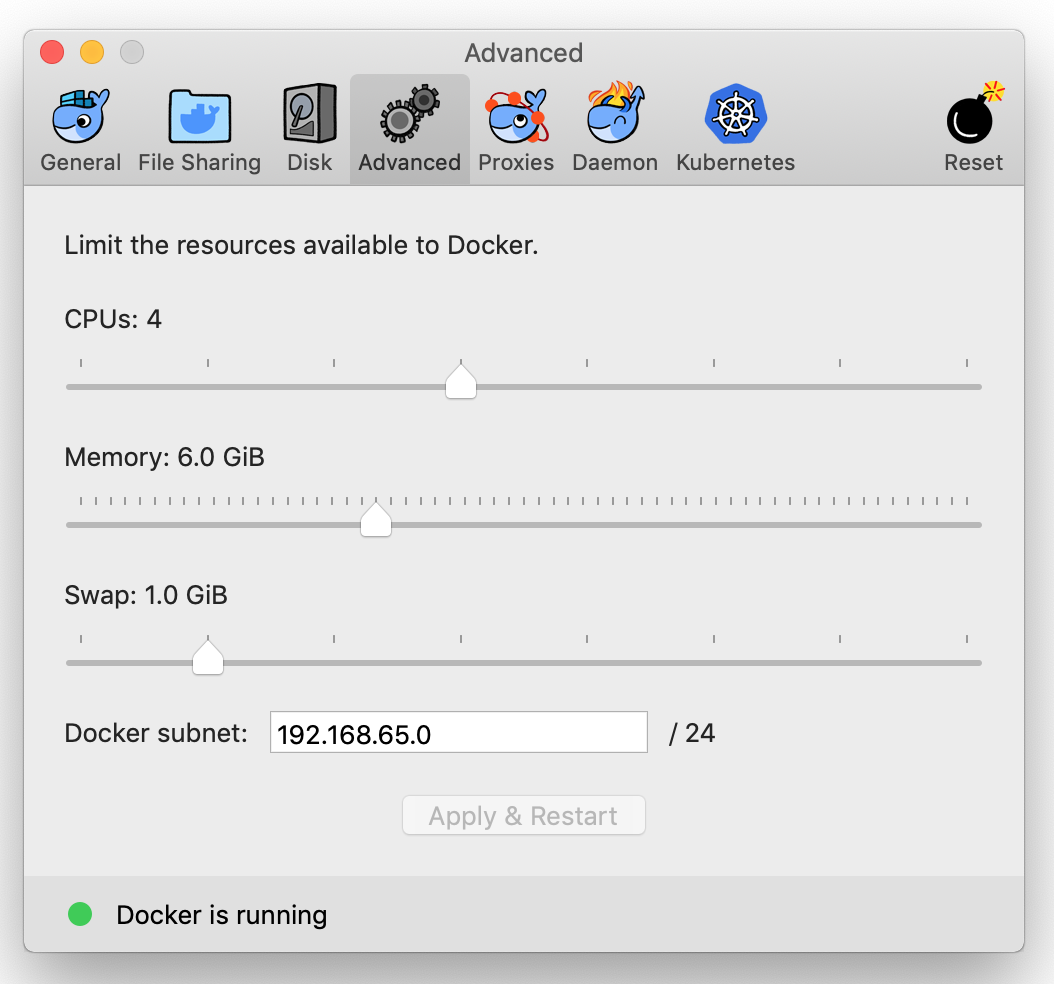 Advanced
General File Sharing Disk Advanced Proxies Daemon Kubernetes Reset
Limit the resources available to Docker.
CPUs: 4
Memory: 6.0 GiB
Swap: 1.0 GiB
Docker subnet: 192.168.65.0 / 24
Apply & Restart
Docker is running